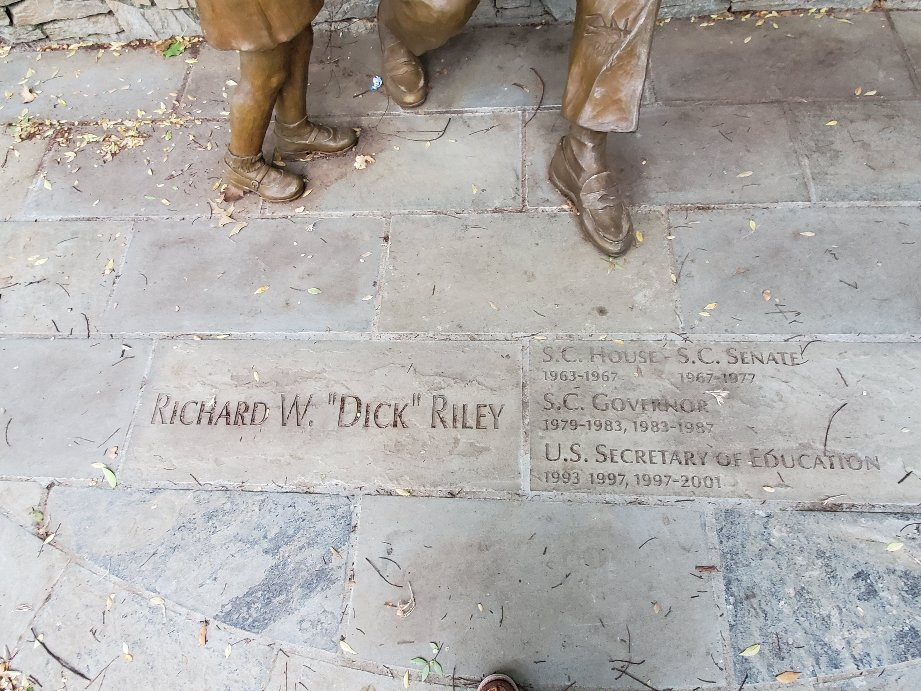 RICHARD W. "DICK" RILEY
S.C. HOUSE - S.C. SENATE
1963-1967 1967-1977
S.C. GOVERNOR
1979-1983, 1983-1987
U.S. SECRETARY OF EDUCATION
1993 1997, 1997-2001